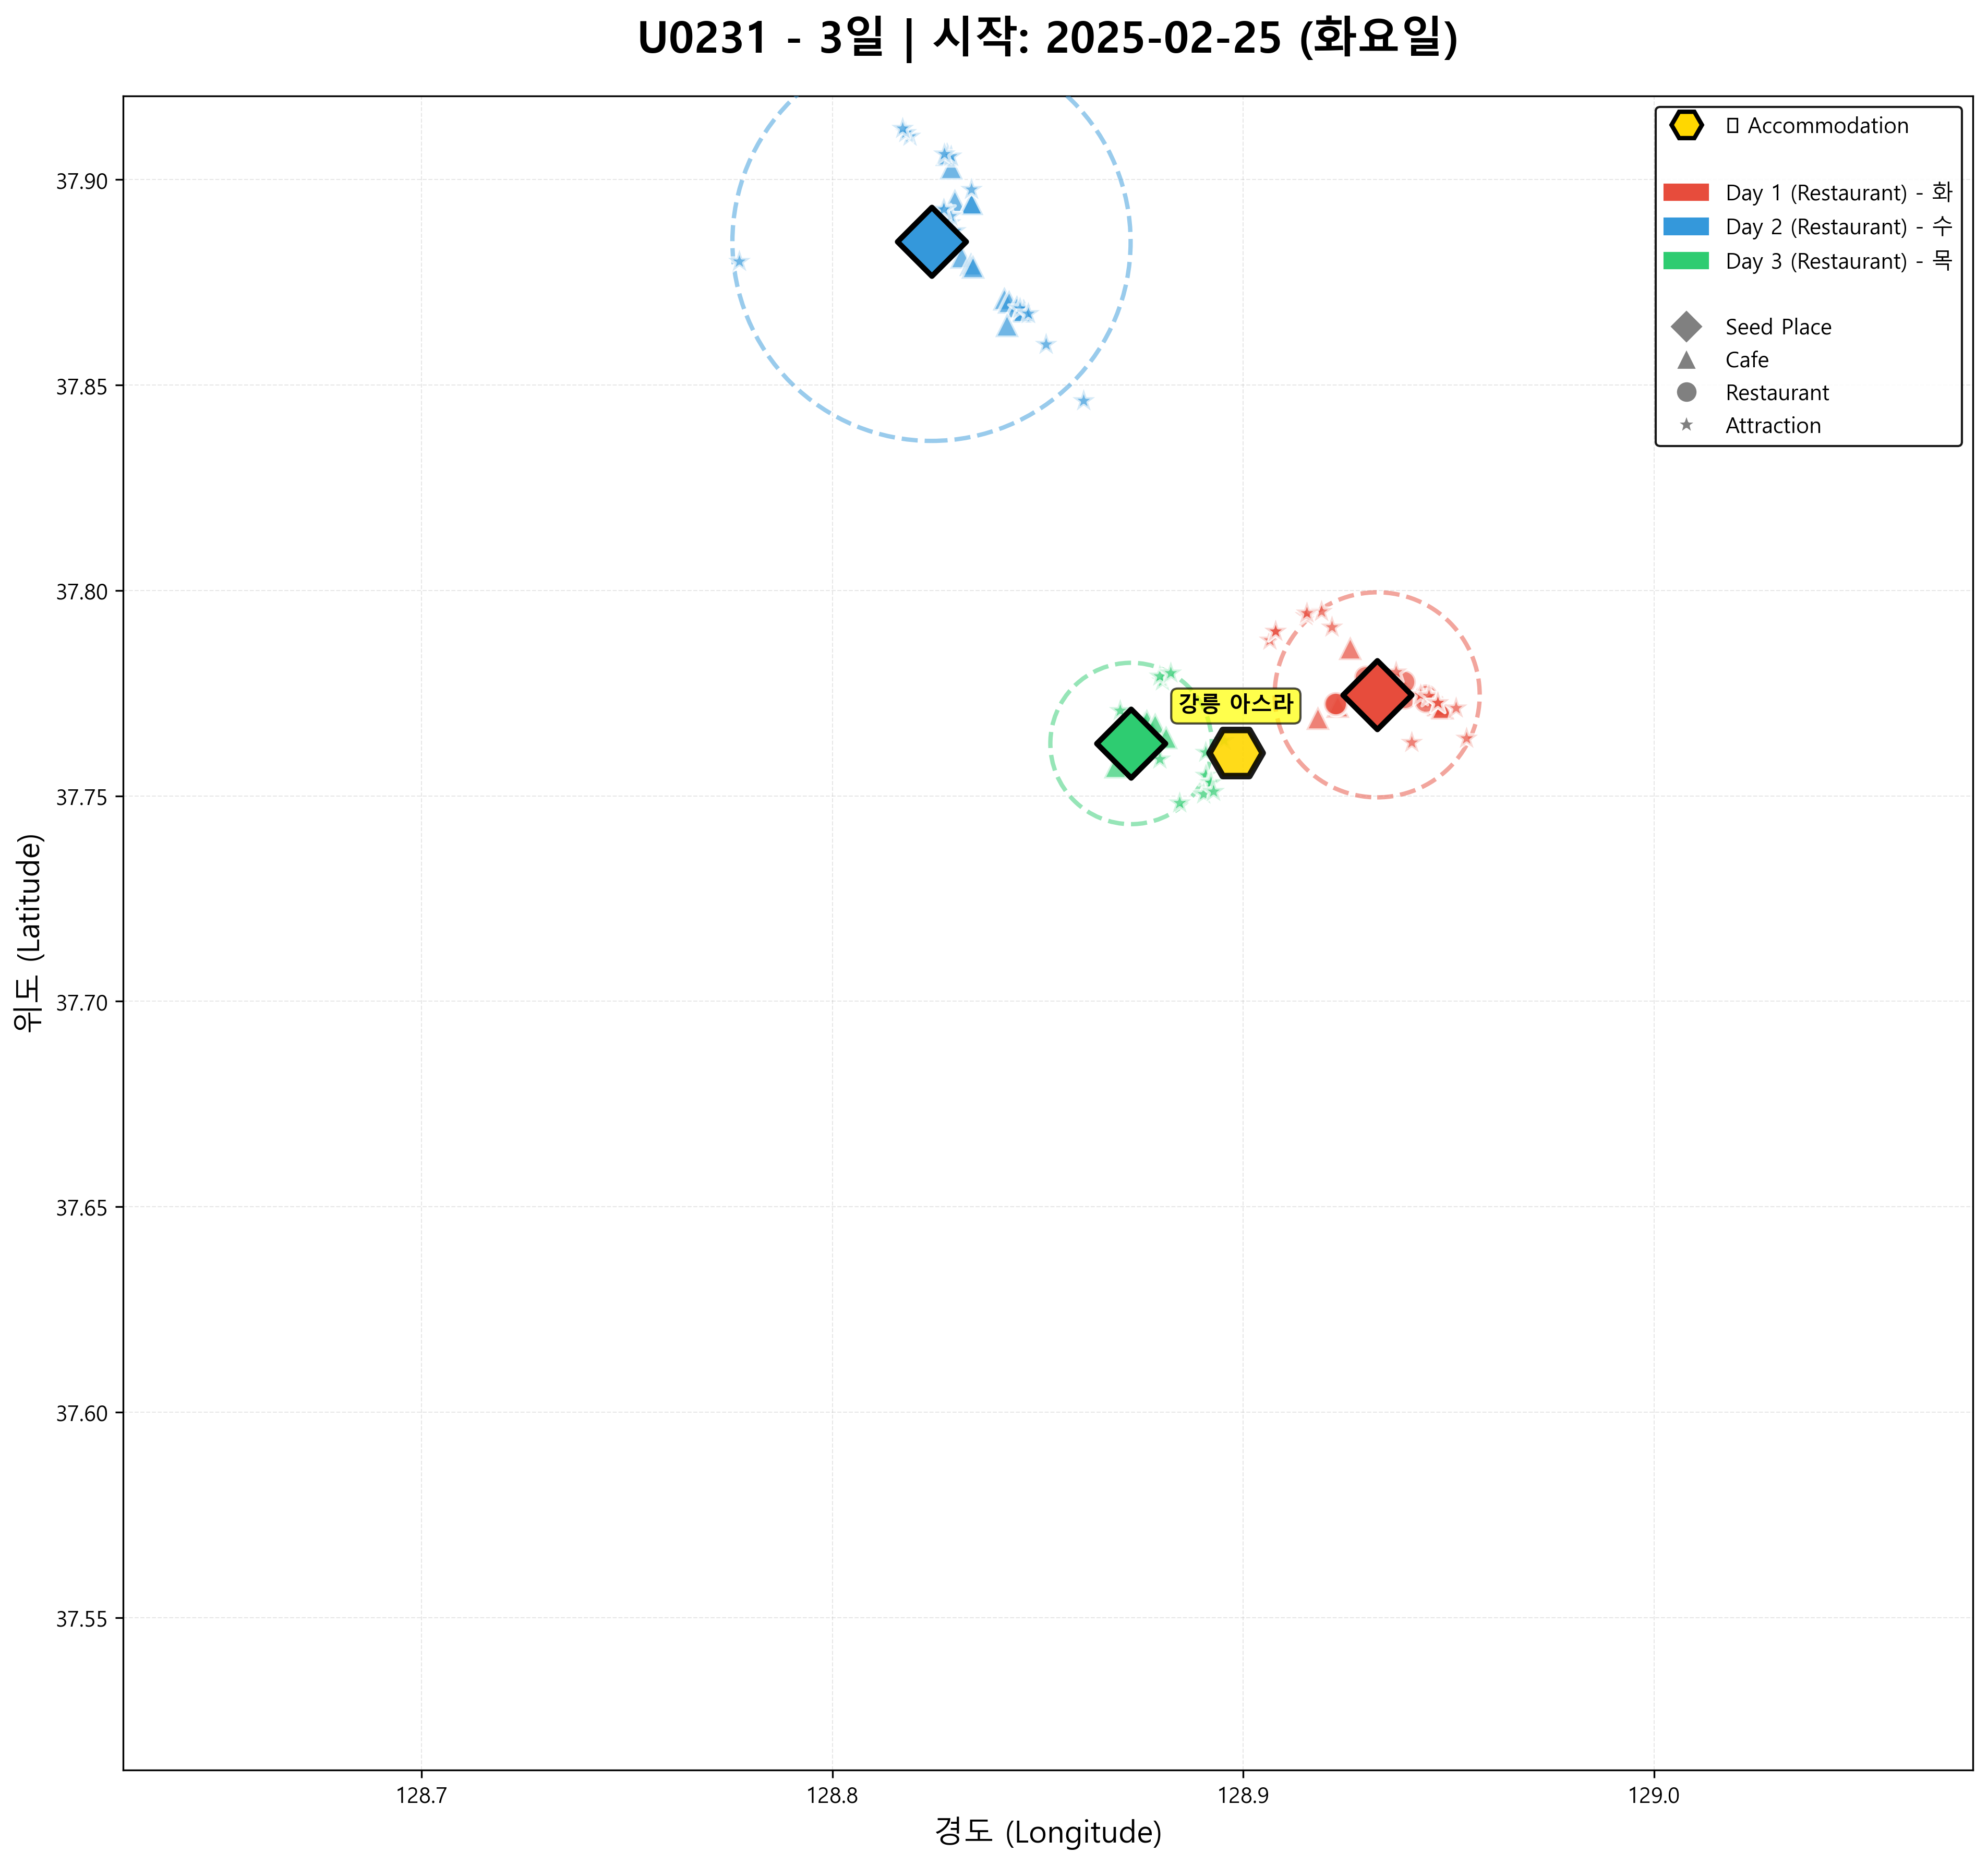 U0231 - 3일 | 시작: 2025-02-25 (화요일)
Accommodation
Day 1 (Restaurant) - 화
Day 2 (Restaurant) - 수
Day 3 (Restaurant) - 목
Seed Place
Cafe
Restaurant
Attraction
강릉 아스라
37.90
37.85
37.80
37.75
37.70
37.65
37.60
37.55
위도 (Latitude)
128.7
128.8
128.9
129.0
경도 (Longitude)